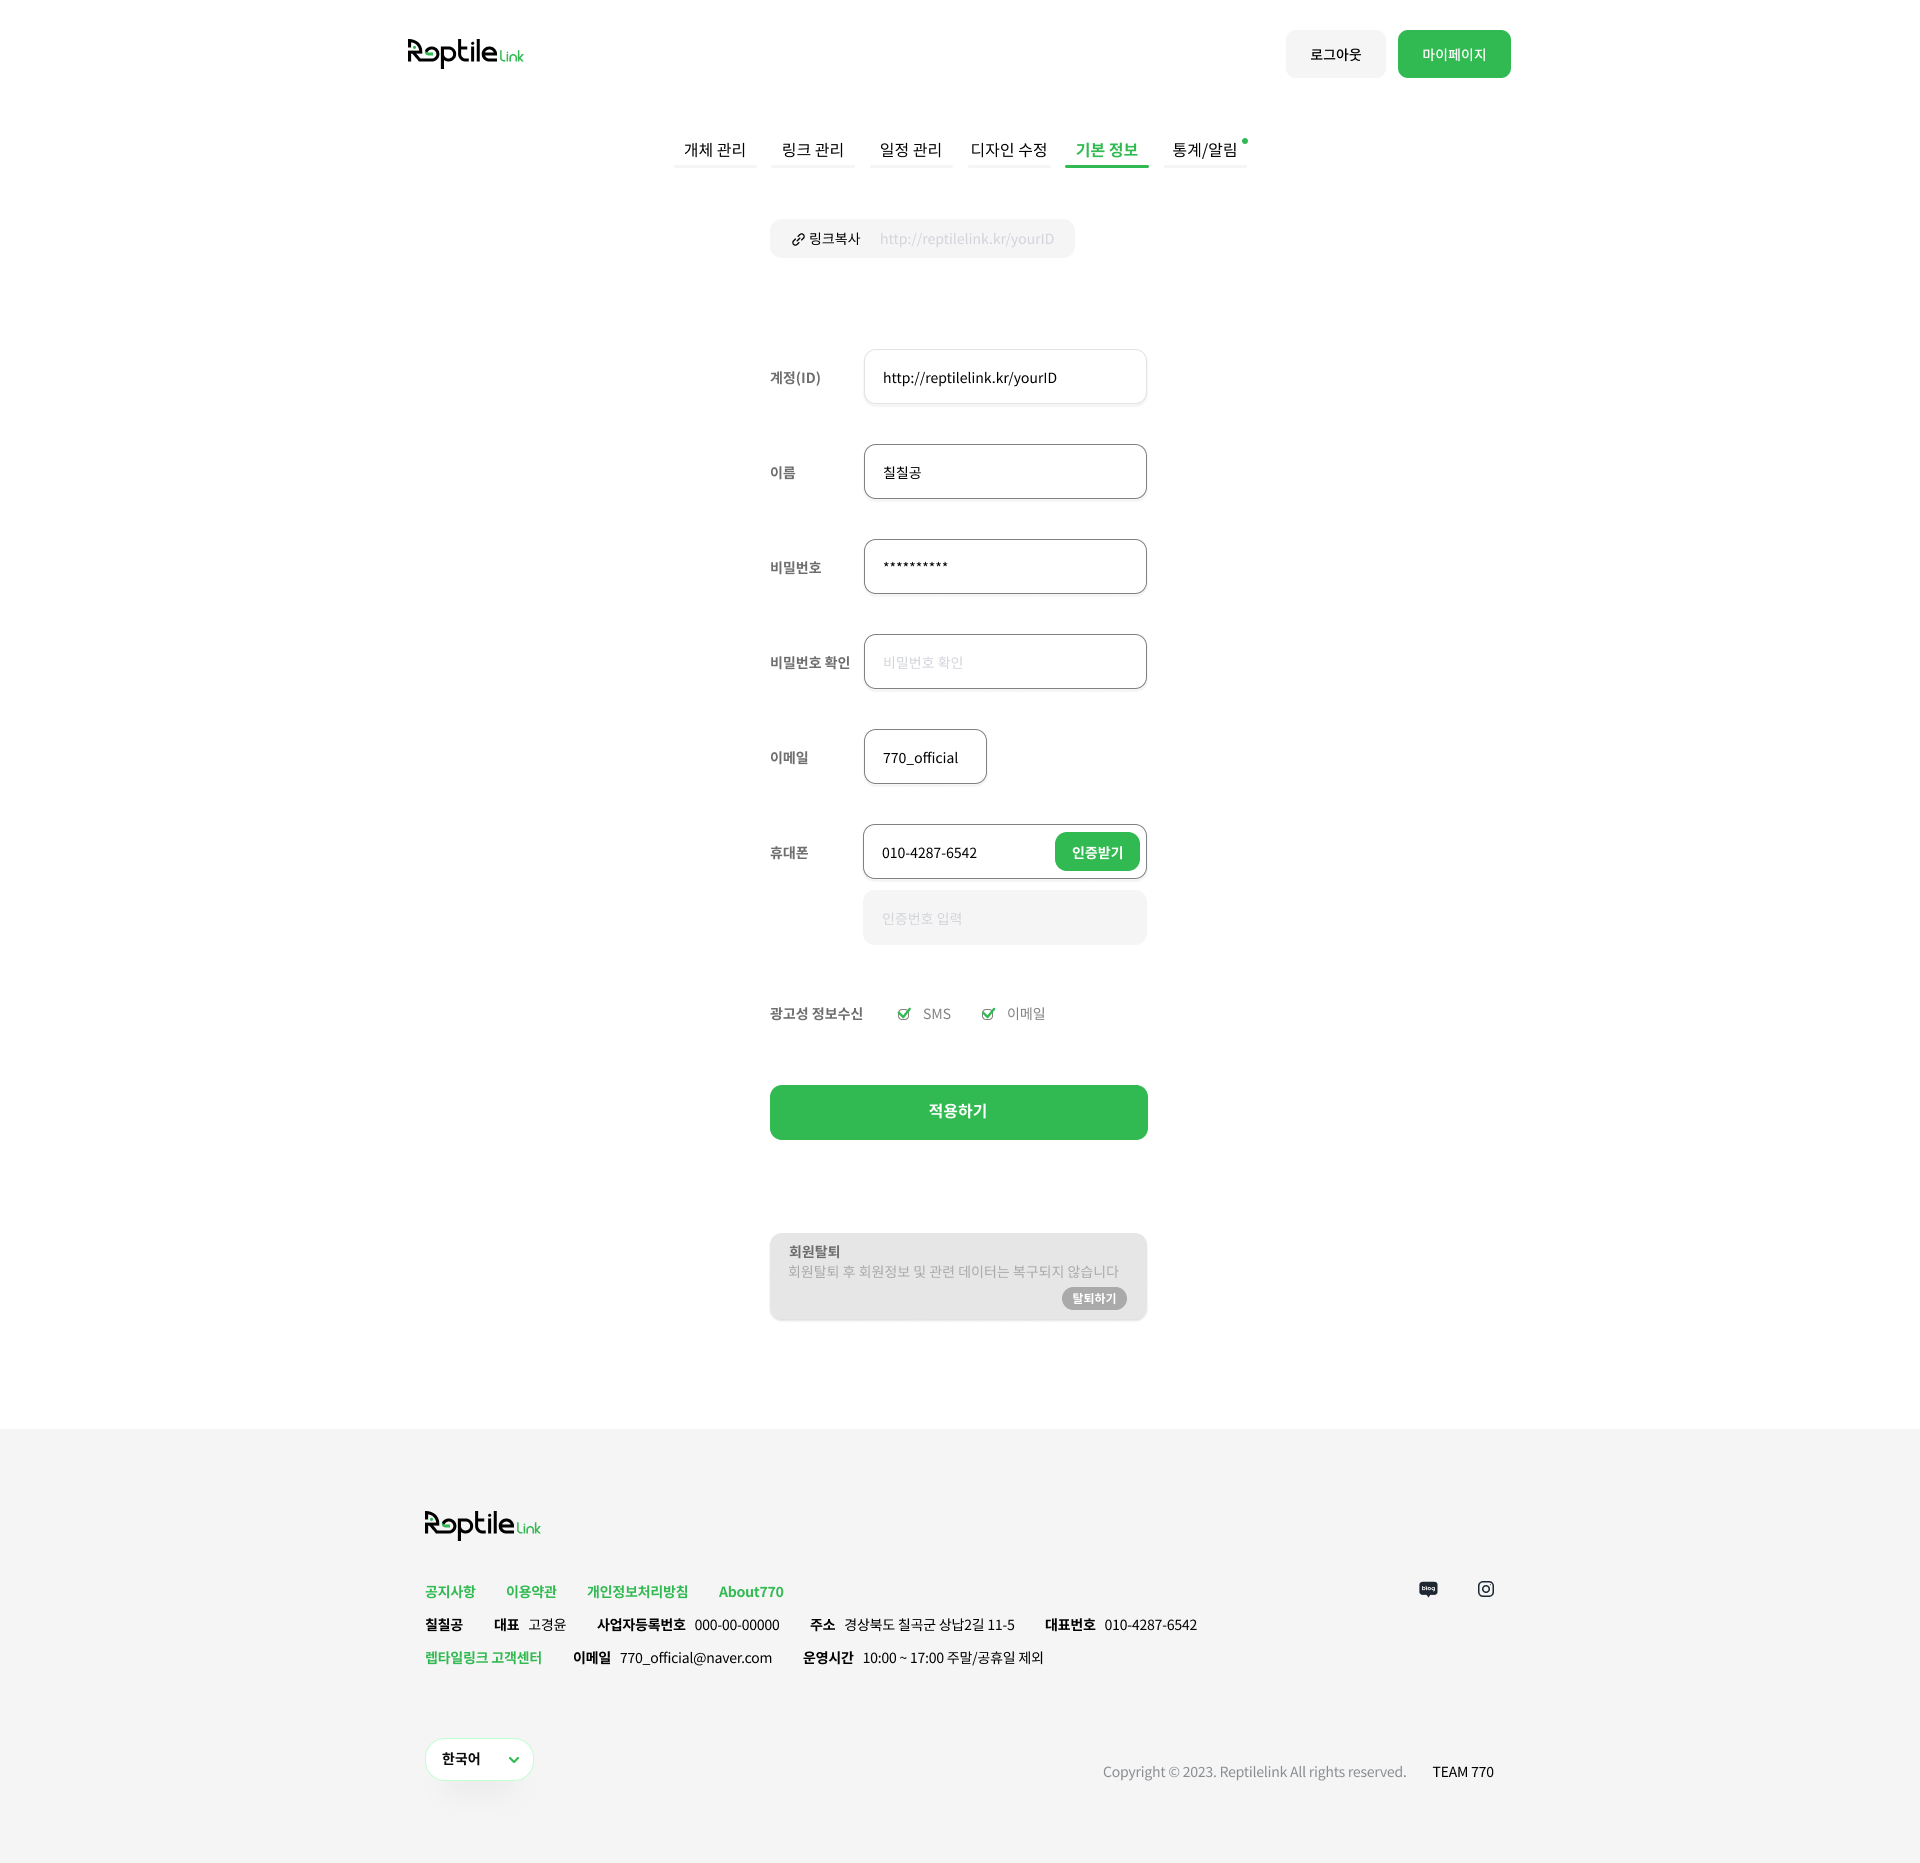 Reptile Link
로그아웃 마이페이지
개체 관리 링크 관리 일정 관리 디자인 수정 기본 정보 통계/알림
링크복사 http://reptilelink.kr/yourID
계정(ID) http://reptilelink.kr/yourID
이름 칠칠공
비밀번호 **********
비밀번호 확인 비밀번호 확인
이메일 770_official
휴대폰 010-4287-6542 인증받기
인증번호 입력
광고성 정보수신 SMS 이메일
적용하기
회원탈퇴
회원탈퇴 후 회원정보 및 관련 데이터는 복구되지 않습니다
탈퇴하기
Reptile Link
공지사항 이용약관 개인정보처리방침 About770 blog
칠칠공 대표 고경윤 사업자등록번호 000-00-00000 주소 경상북도 칠곡군 상납2길 11-5 대표번호 010-4287-6542
렙타일링크 고객센터 이메일 770_official@naver.com 운영시간 10:00 ~ 17:00 주말/공휴일 제외
한국어
Copyright © 2023. Reptilelink All rights reserved. TEAM 770